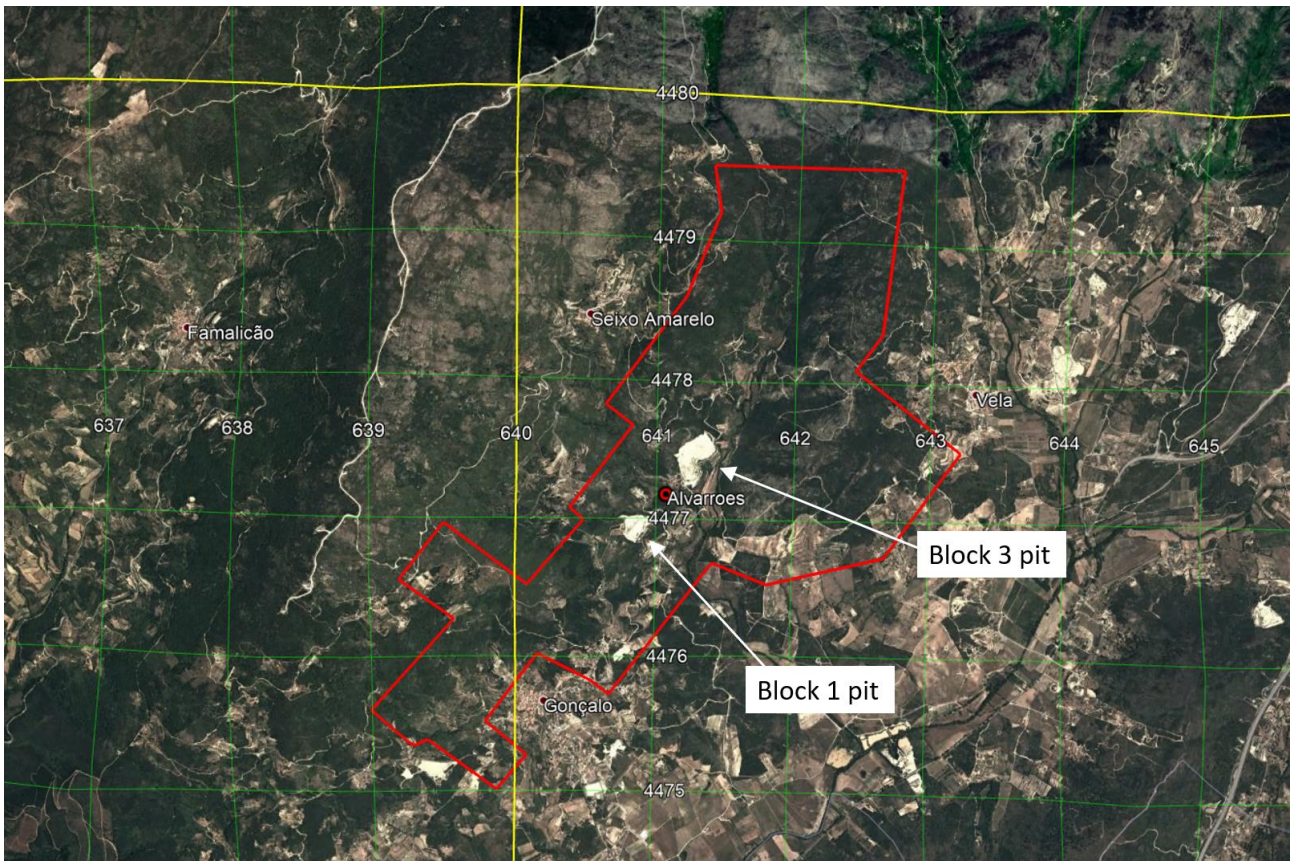 4480
4479
Seixo Amarelo
Famalicão
4478
Vela
637
638
639
640
641
642
643
644
645
Alvarroes
4477
Block 3 pit
4476
Block 1 pit
Gonçalo
4475